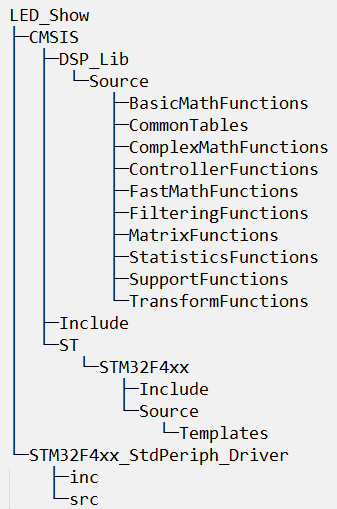 LED_Show
CMSIS
DSP_Lib
Source
BasicMathFunctions
CommonTables
ComplexMathFunctions
ControllerFunctions
FastMathFunctions
FilteringFunctions
MatrixFunctions
StatisticsFunctions
SupportFunctions
TransformFunctions
Include
ST
STM32F4xx
Include
Source
Templates
STM32F4xx_StdPeriph_Driver
inc
src